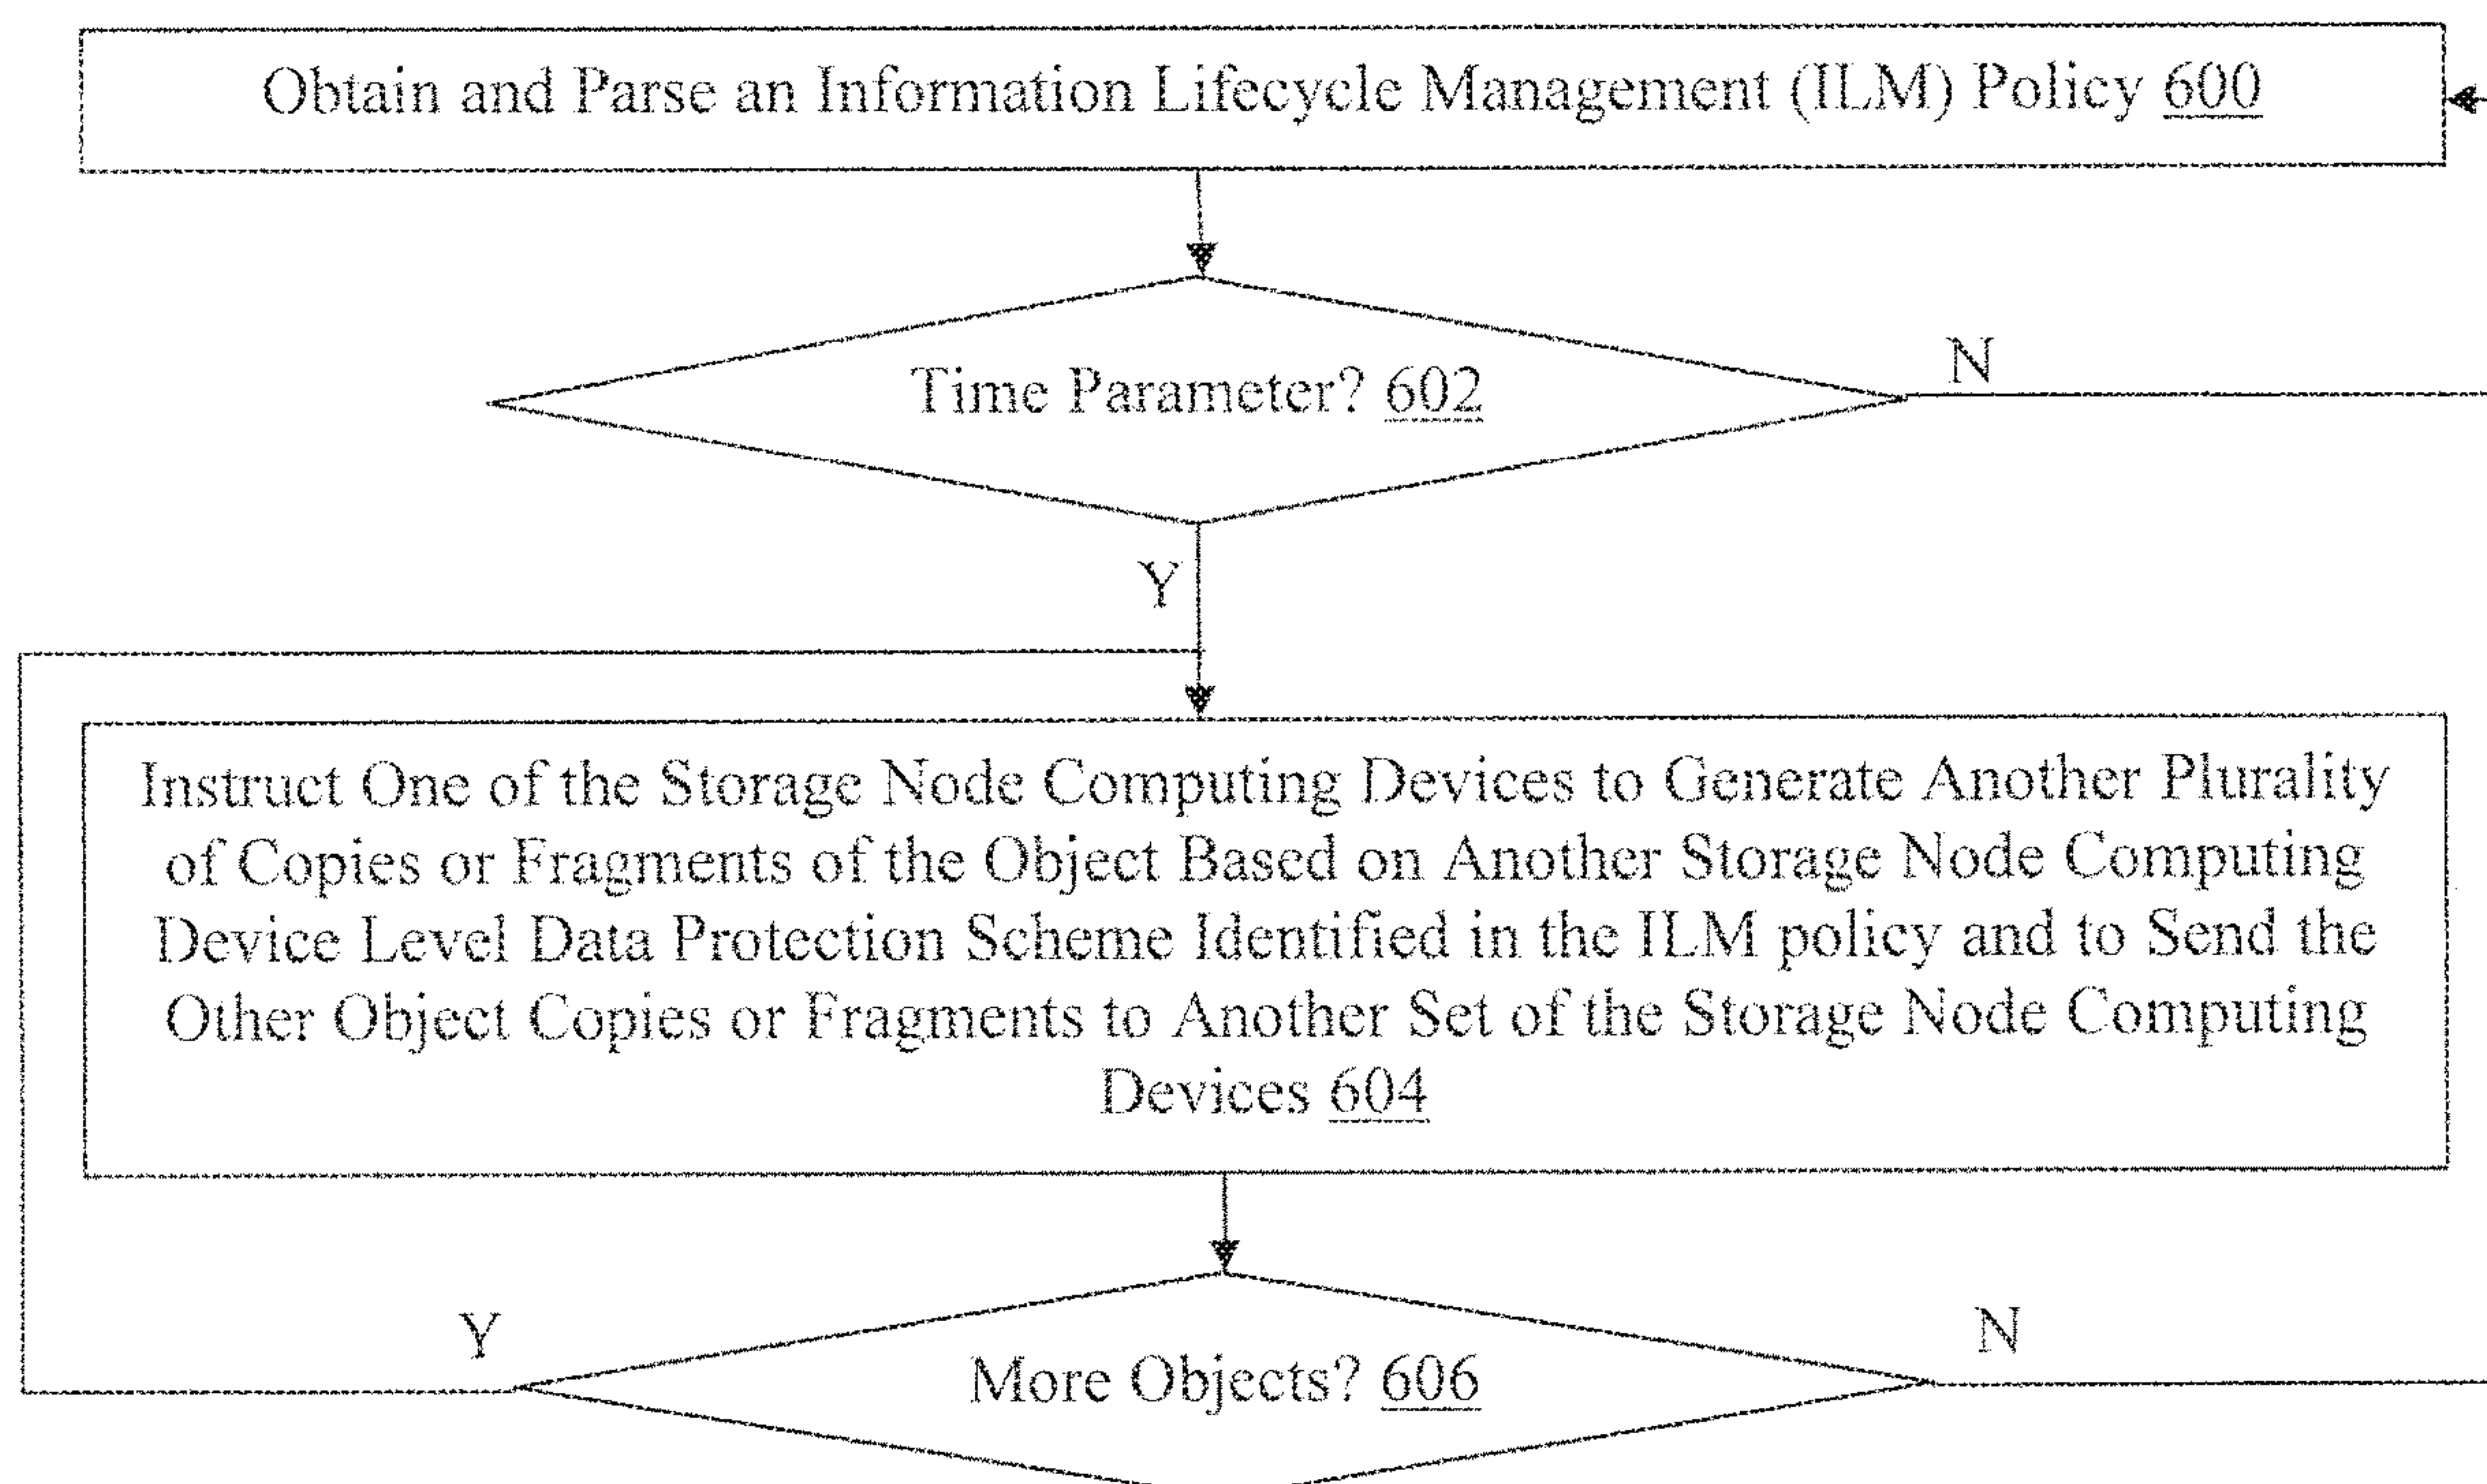 Obtain and Parse an Information Lifecycle Management (ILM) Policy 600
Time Parameter? 602
N
Y
Instruct One of the Storage Node Computing Devices to Generate Another Plurality
of Copies or Fragments of the Object Based on Another Storage Node Computing
Device Level Data Protection Scheme Identified in the ILM policy and to Send the
Other Object Copies or Fragments to Another Set of the Storage Node Computing
Devices 604
Y
N
More Objects? 606